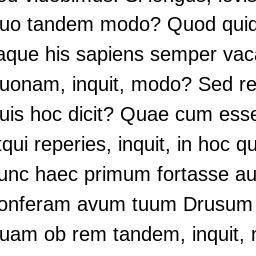 uo tandem modo? Quod quid
aque his sapiens semper vaca
uonam, inquit, modo? Sed re
uis hoc dicit? Quae cum esse
tqui reperies, inquit, in hoc qu
unc haec primum fortasse au
onferam avum tuum Drusum
uam ob rem tandem, inquit, n